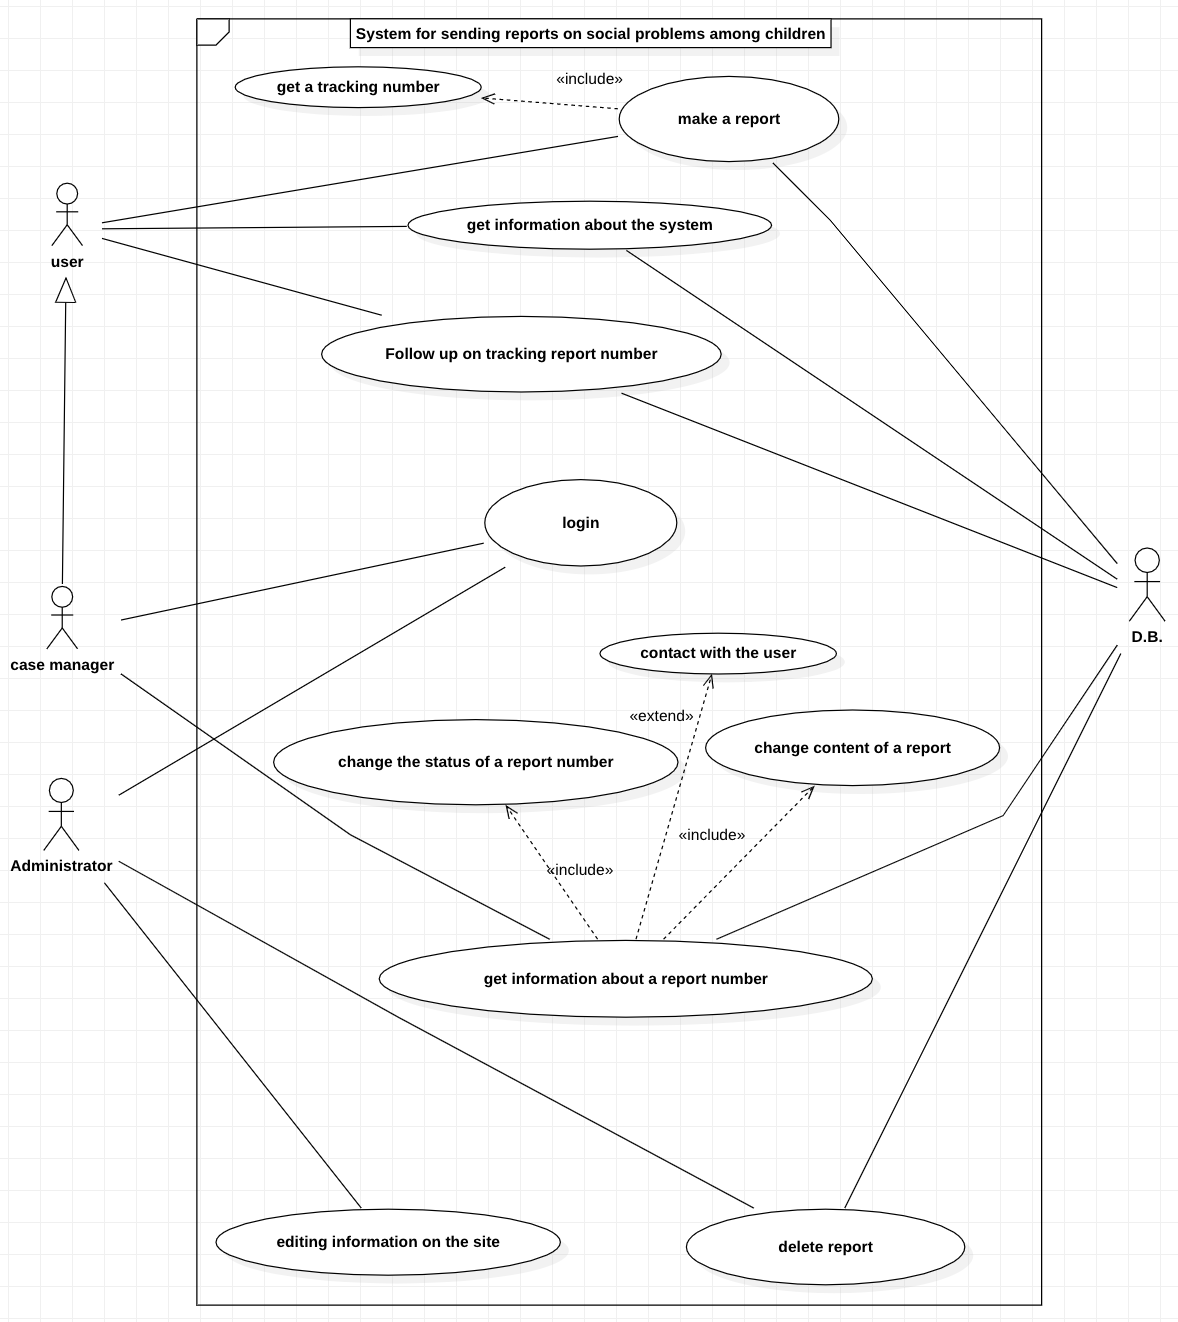 System for sending reports on social problems among children
get a tracking number
«include»
make a report
get information about the system
user
Follow up on tracking report number
login
D.B.
case manager
contact with the user
«extend»
change the status of a report number
change content of a report
«include»
Administrator
«include»
get information about a report number
editing information on the site
delete report